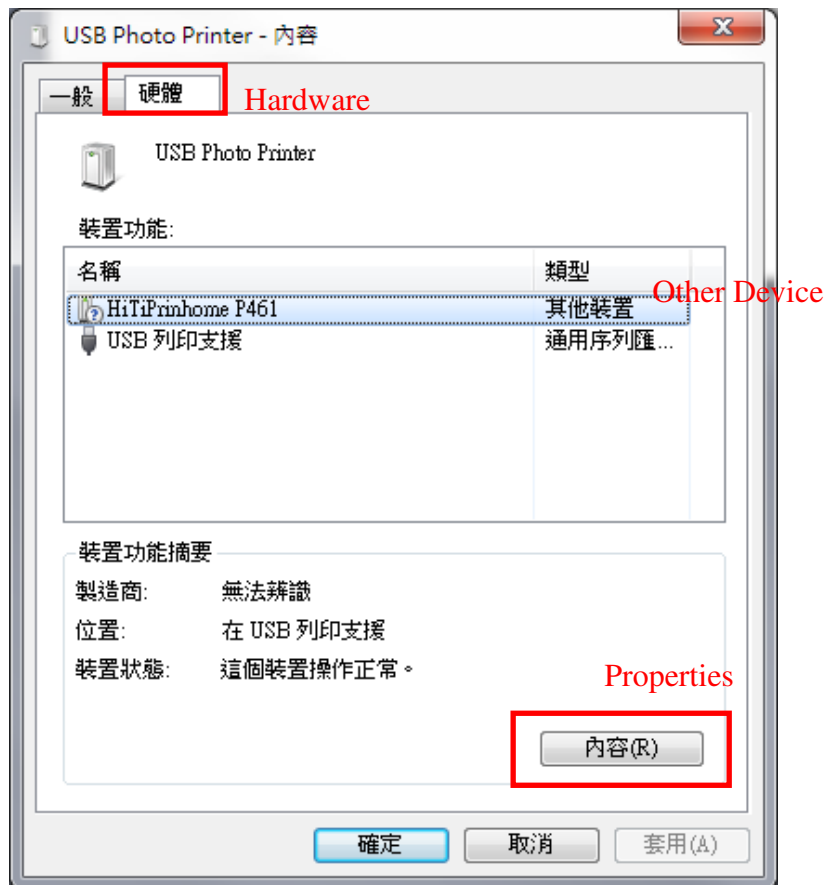 USB Photo Printer - 內容
一般 硬體 Hardware
USB Photo Printer
裝置功能:
名稱 類型
Other Device
HiTiPrinhome P461 其他裝置
USB 列印支援 通用序列匯...
裝置功能摘要
製造商: 無法辨識
位置: 在 USB 列印支援
裝置狀態: 這個裝置操作正常。
Properties
內容(R)
確定 取消 套用(A)